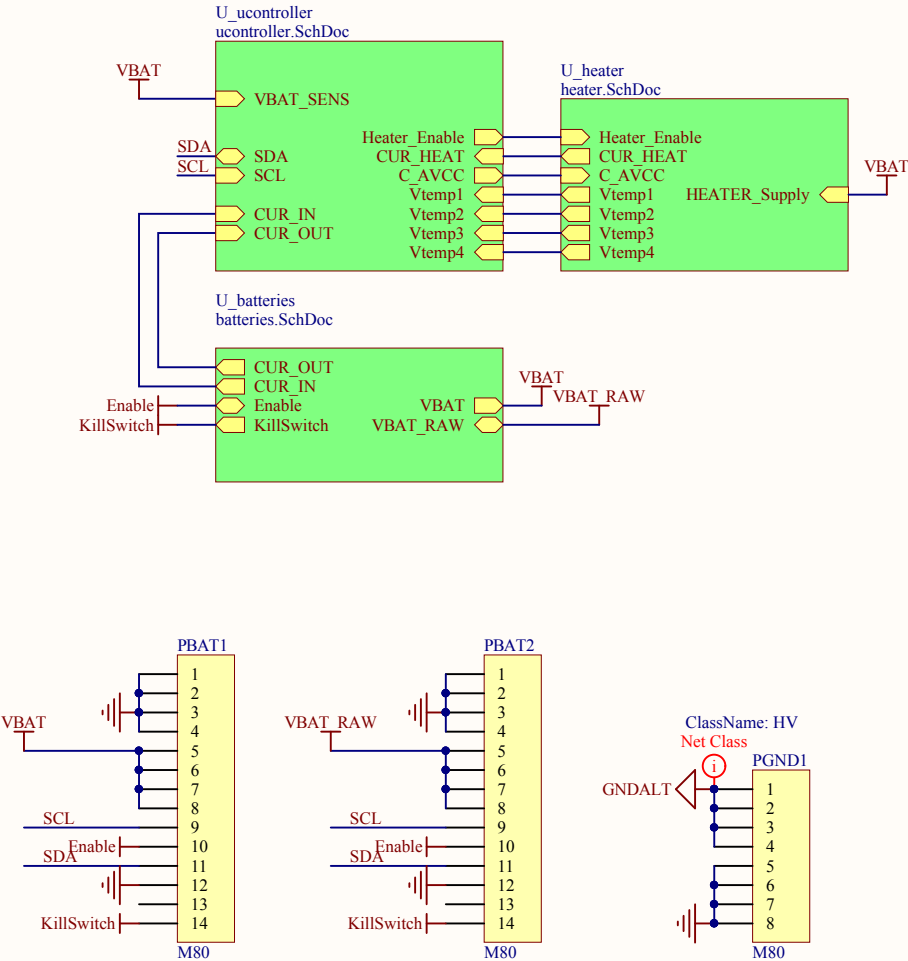 U_ucontroller
ucontroller.SchDoc
VBAT
VBAT_SENS
SDA
SDA
SCL
SCL
CUR_IN
CUR_OUT
Heater_Enable
CUR_HEAT
C_AVCC
Vtemp1
Vtemp2
Vtemp3
Vtemp4
U_heater
heater.SchDoc
Heater_Enable
CUR_HEAT
C_AVCC
Vtemp1
Vtemp2
Vtemp3
Vtemp4
HEATER_Supply
VBAT
U_batteries
batteries.SchDoc
CUR_OUT
CUR_IN
Enable
Enable
KillSwitch
KillSwitch
VBAT
VBAT_RAW
VBAT
VBAT_RAW
PBAT1
1
2
3
4
VBAT
5
6
7
8
SCL
9
Enable
10
SDA
11
12
13
KillSwitch
14
M80
PBAT2
1
2
3
4
VBAT_RAW
5
6
7
8
SCL
9
Enable
10
SDA
11
12
13
KillSwitch
14
M80
ClassName: HV
Net Class
i
PGND1
GNDALT
1
2
3
4
5
6
7
8
M80